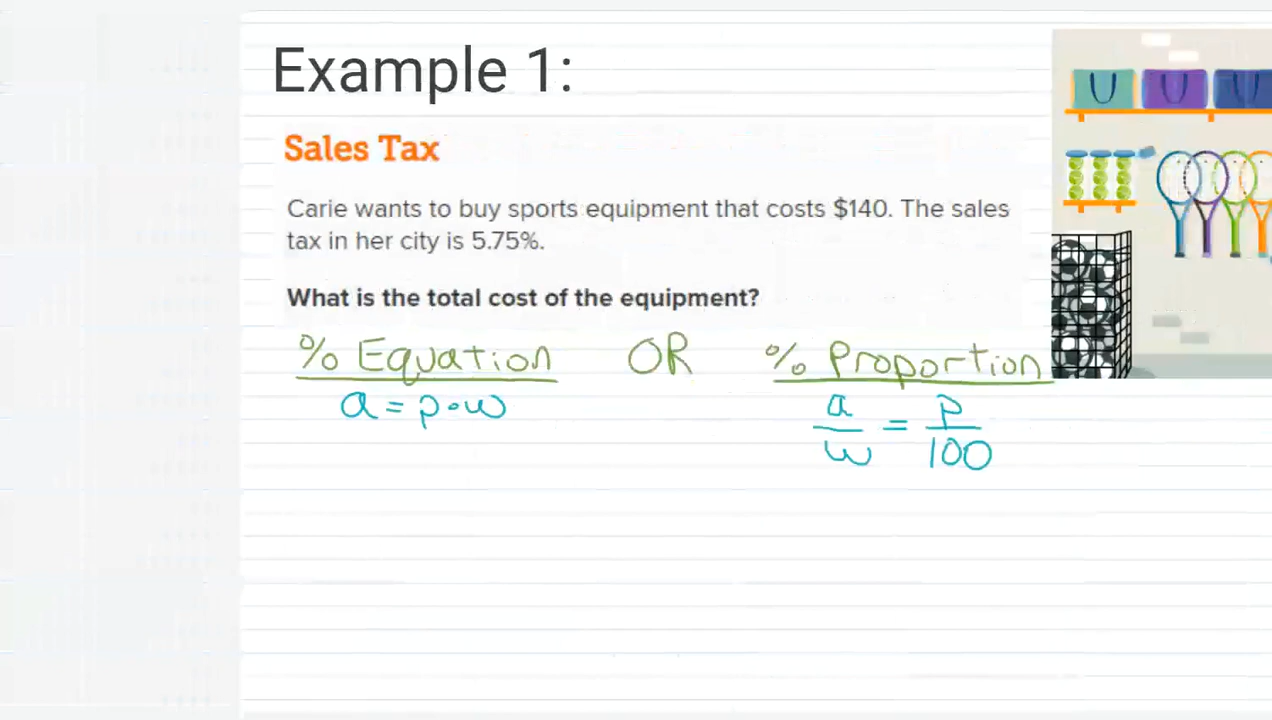 Example 1:
Sales Tax
Carie wants to buy sports equipment that costs $140. The sales
tax in her city is 5.75%.
What is the total cost of the equipment?
% Equation OR % Proportion
a = p • w
a/w = p/100